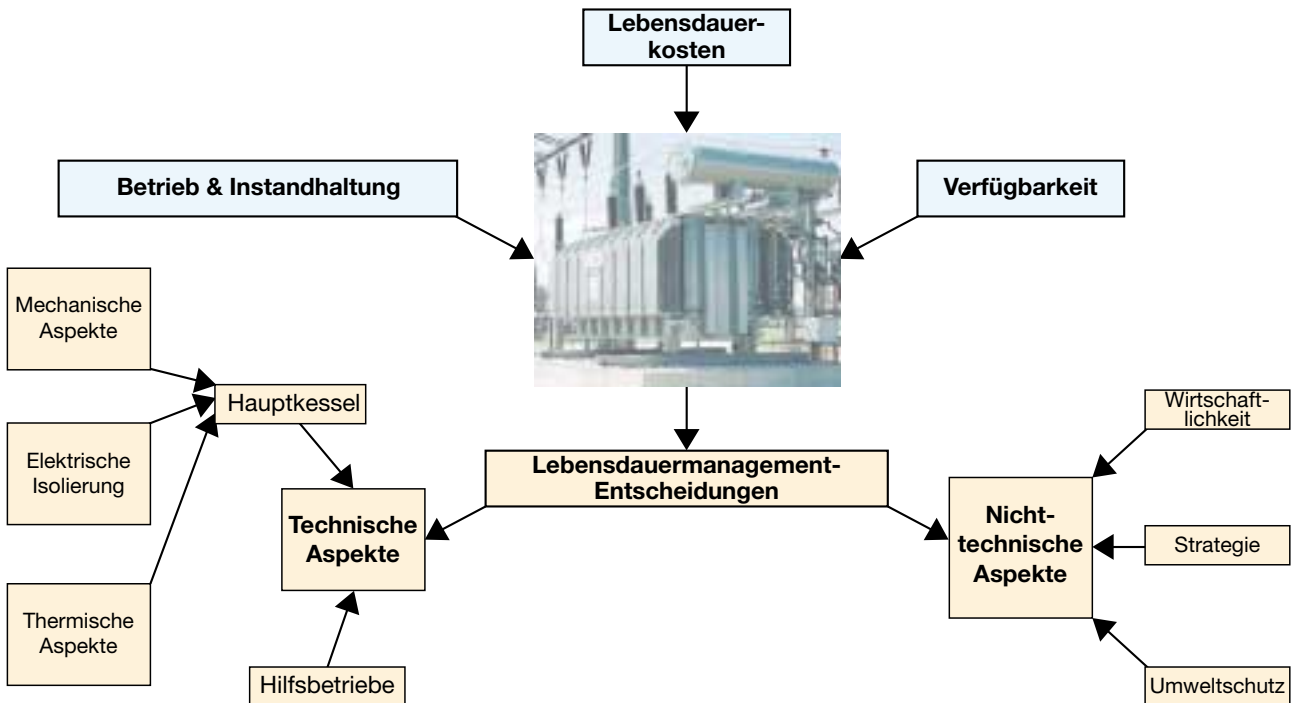 Lebensdauer-
kosten
Betrieb & Instandhaltung
Verfügbarkeit
Mechanische
Aspekte
Hauptkessel
Wirtschaft-
lichkeit
Elektrische
Isolierung
Lebensdauermanagement-
Entscheidungen
Technische
Aspekte
Nicht-
technische
Aspekte
Strategie
Thermische
Aspekte
Hilfsbetriebe
Umweltschutz